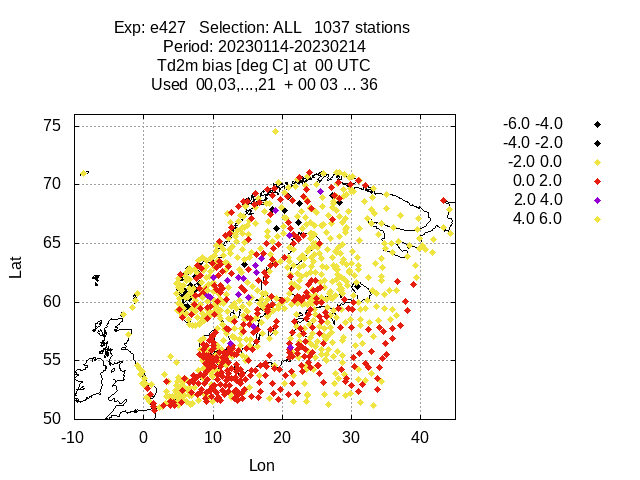 Exp: e427   Selection: ALL   1037 stations
Period: 20230114-20230214
Td2m bias [deg C] at  00 UTC
Used  00,03,...,21  + 00 03 ... 36
-6.0 -4.0
-4.0 -2.0
-2.0 0.0
0.0 2.0
2.0 4.0
4.0 6.0
75
70
65
60
55
50
Lat
-10 0 10 20 30 40
Lon